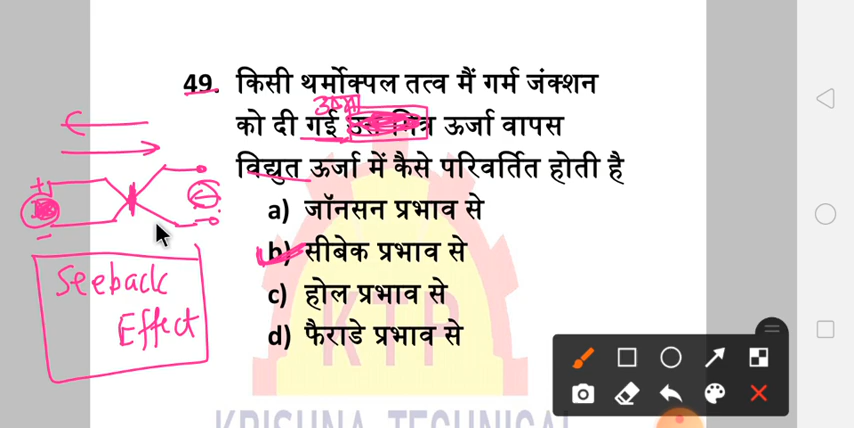 49. किसी थर्मोक्पल तत्व मैं गर्म जंक्शन
ऊष्मा
को दी गई ऊर्जा वापस
विद्युत ऊर्जा में कैसे परिवर्तित होती है
a) जॉनसन प्रभाव से
b) सीबेक प्रभाव से
c) होल प्रभाव से
d) फैराडे प्रभाव से
+
-
Seeback
Effect
KTP
KRISHNA TECHNICAL